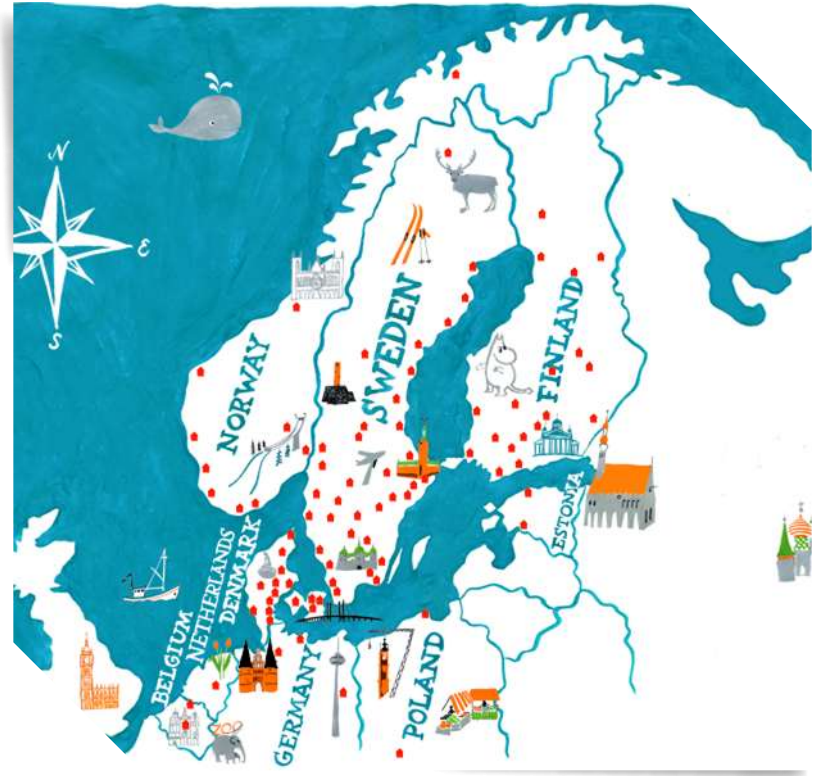 N
E
S
NORWAY
SWEDEN
FINLAND
ESTONIA
DENMARK
NETHERLANDS
BELGIUM
GERMANY
POLAND
ZOO